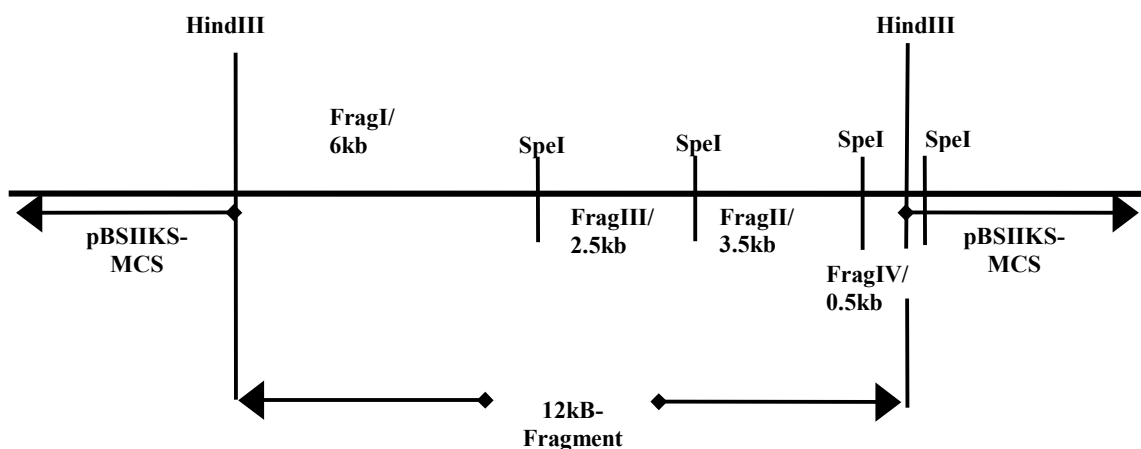 HindIII
HindIII
FragI/
6kb
SpeI
SpeI
SpeI
SpeI
FragIII/
2.5kb
FragII/
3.5kb
pBSIIKS-
MCS
pBSIIKS-
MCS
FragIV/
0.5kb
12kB-
Fragment